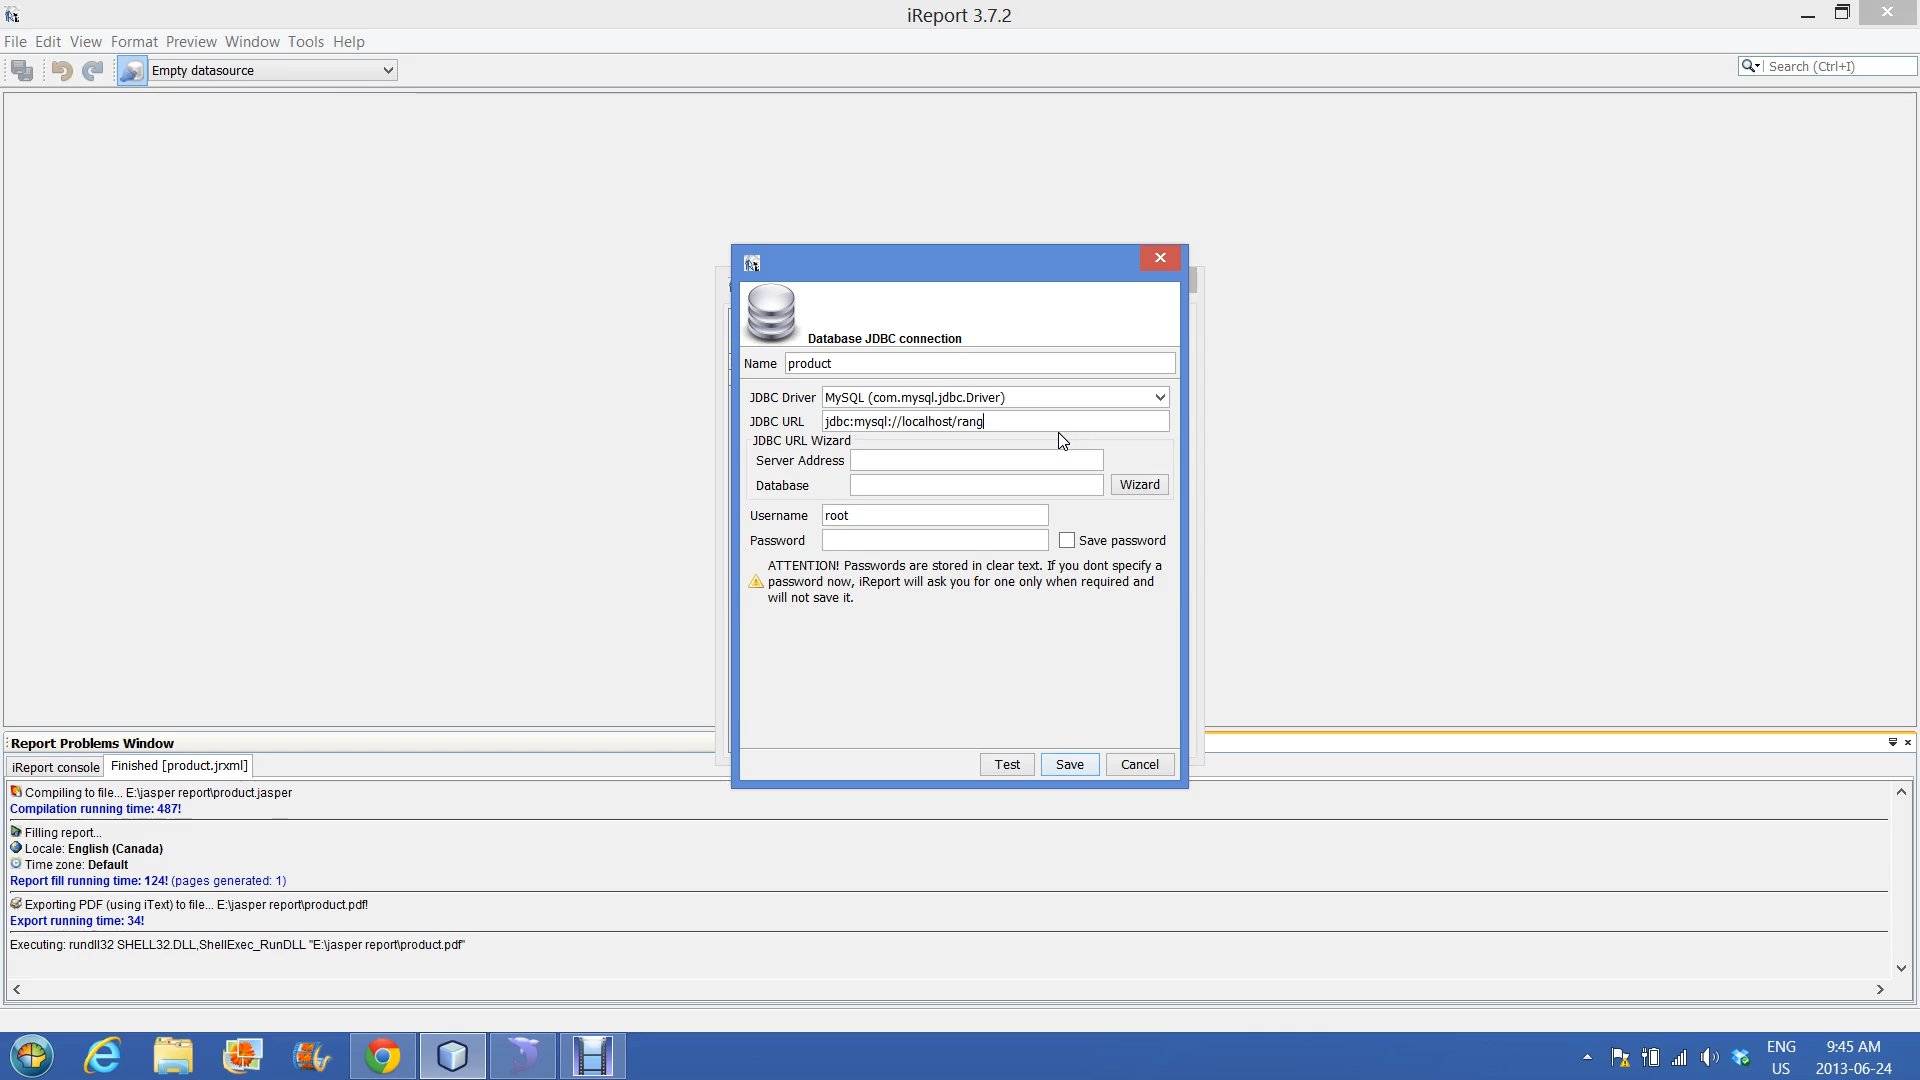 iReport 3.7.2
File Edit View Format Preview Window Tools Help
Empty datasource
Search (Ctrl+I)
Database JDBC connection
Name product
JDBC Driver MySQL (com.mysql.jdbc.Driver)
JDBC URL jdbc:mysql://localhost/rang
JDBC URL Wizard
Server Address
Database Wizard
Username root
Password Save password
ATTENTION! Passwords are stored in clear text. If you dont specify a
password now, iReport will ask you for one only when required and
will not save it.
Test Save Cancel
Report Problems Window
iReport console Finished [product.jrxml]
Compiling to file... E:\jasper report\product.jasper
Compilation running time: 487!
Filling report...
Locale: English (Canada)
Time zone: Default
Report fill running time: 124! (pages generated: 1)
Exporting PDF (using iText) to file... E:\jasper report\product.pdf!
Export running time: 34!
Executing: rundll32 SHELL32.DLL,ShellExec_RunDLL "E:\jasper report\product.pdf"
ENG 9:45 AM
US 2013-06-24